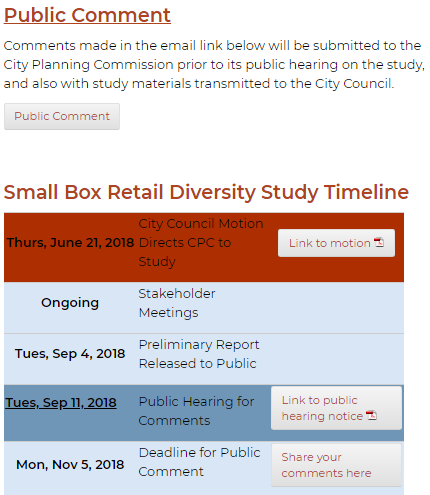 Public Comment
Comments made in the email link below will be submitted to the
City Planning Commission prior to its public hearing on the study,
and also with study materials transmitted to the City Council.
Public Comment
Small Box Retail Diversity Study Timeline
Thurs, June 21, 2018
City Council Motion
Directs CPC to
Study
Link to motion
Ongoing
Stakeholder
Meetings
Tues, Sep 4, 2018
Preliminary Report
Released to Public
Tues, Sep 11, 2018
Public Hearing for
Comments
Link to public
hearing notice
Mon, Nov 5, 2018
Deadline for Public
Comment
Share your
comments here